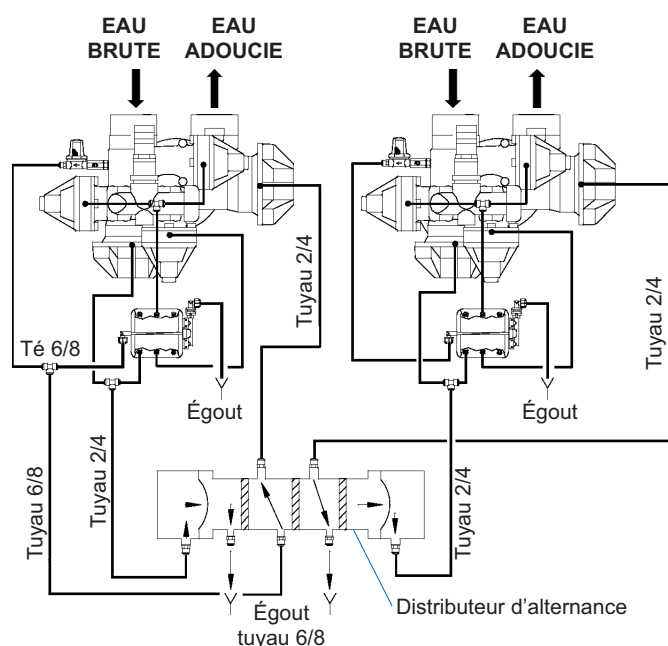 EAU
BRUTE
EAU
ADOUCIE
EAU
BRUTE
EAU
ADOUCIE
Tuyau 2/4
Tuyau 2/4
Té 6/8
Égout
Égout
Tuyau 6/8
Tuyau 2/4
Tuyau 2/4
Égout
tuyau 6/8
Distributeur d'alternance